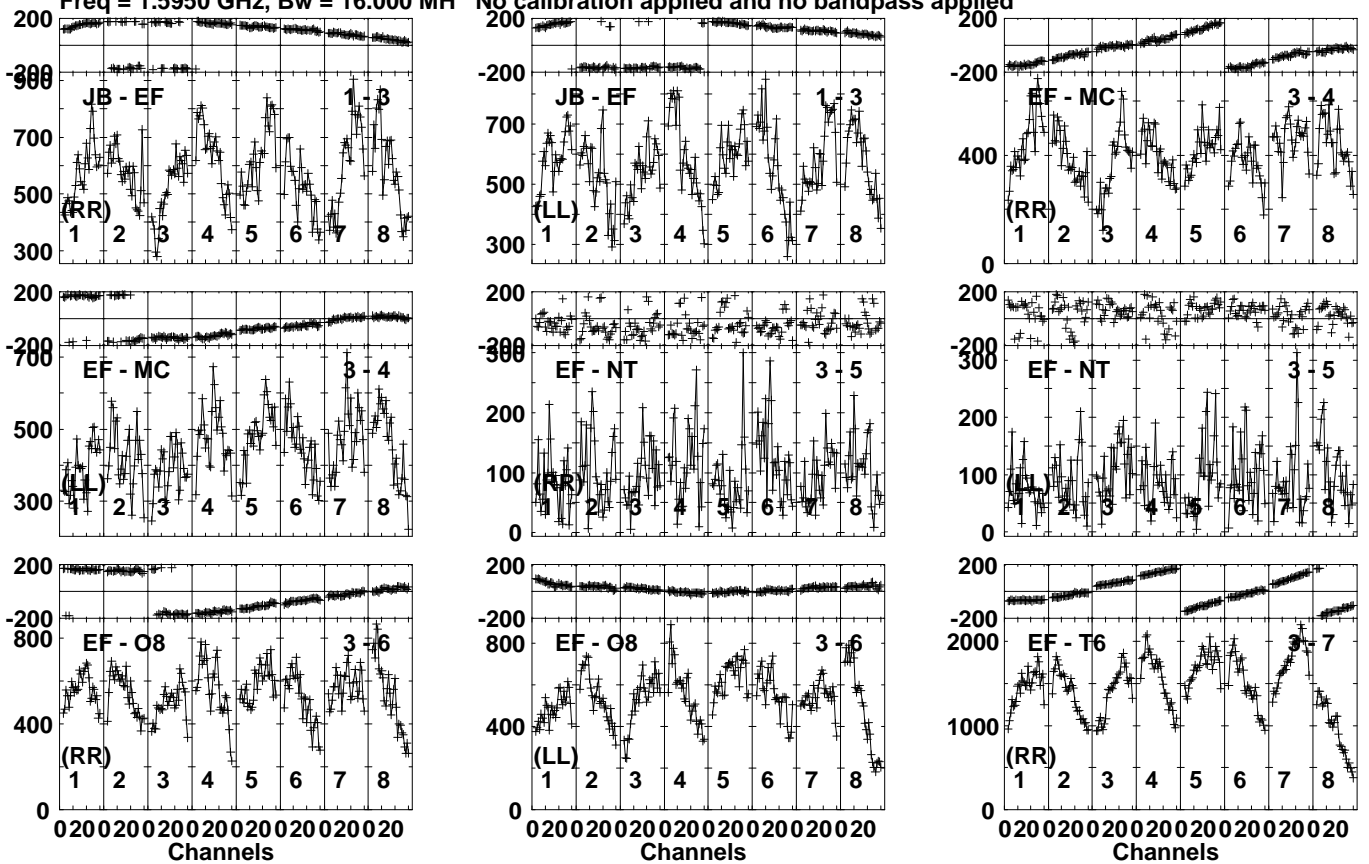 Freq = 1.5950 GHz, Bw = 16.000 MH No calibration applied and no bandpass applied
200
-200
900
700
500
300
JB - EF 1 - 3
(RR)
1 2 3 4 5 6 7 8
200
-200
700
500
300
JB - EF 1 - 3
(LL)
1 2 3 4 5 6 7 8
200
-200
400
0
EF - MC 3 - 4
(RR)
1 2 3 4 5 6 7 8
200
-200
700
500
300
EF - MC 3 - 4
(LL)
1 2 3 4 5 6 7 8
200
-200
300
200
100
0
EF - NT 3 - 5
(RR)
1 2 3 4 5 6 7 8
200
-200
300
200
100
0
EF - NT 3 - 5
(LL)
1 2 3 4 5 6 7 8
200
-200
800
400
0
EF - O8 3 - 6
(RR)
1 2 3 4 5 6 7 8
0 20 0 20 0 20 0 20 0 20 0 20 0 20 0 20
Channels
200
-200
800
400
0
EF - O8 3 - 6
(LL)
1 2 3 4 5 6 7 8
0 20 0 20 0 20 0 20 0 20 0 20 0 20 0 20
Channels
200
-200
2000
1000
0
EF - T6 3 - 7
(RR)
1 2 3 4 5 6 7 8
0 20 0 20 0 20 0 20 0 20 0 20 0 20 0 20
Channels